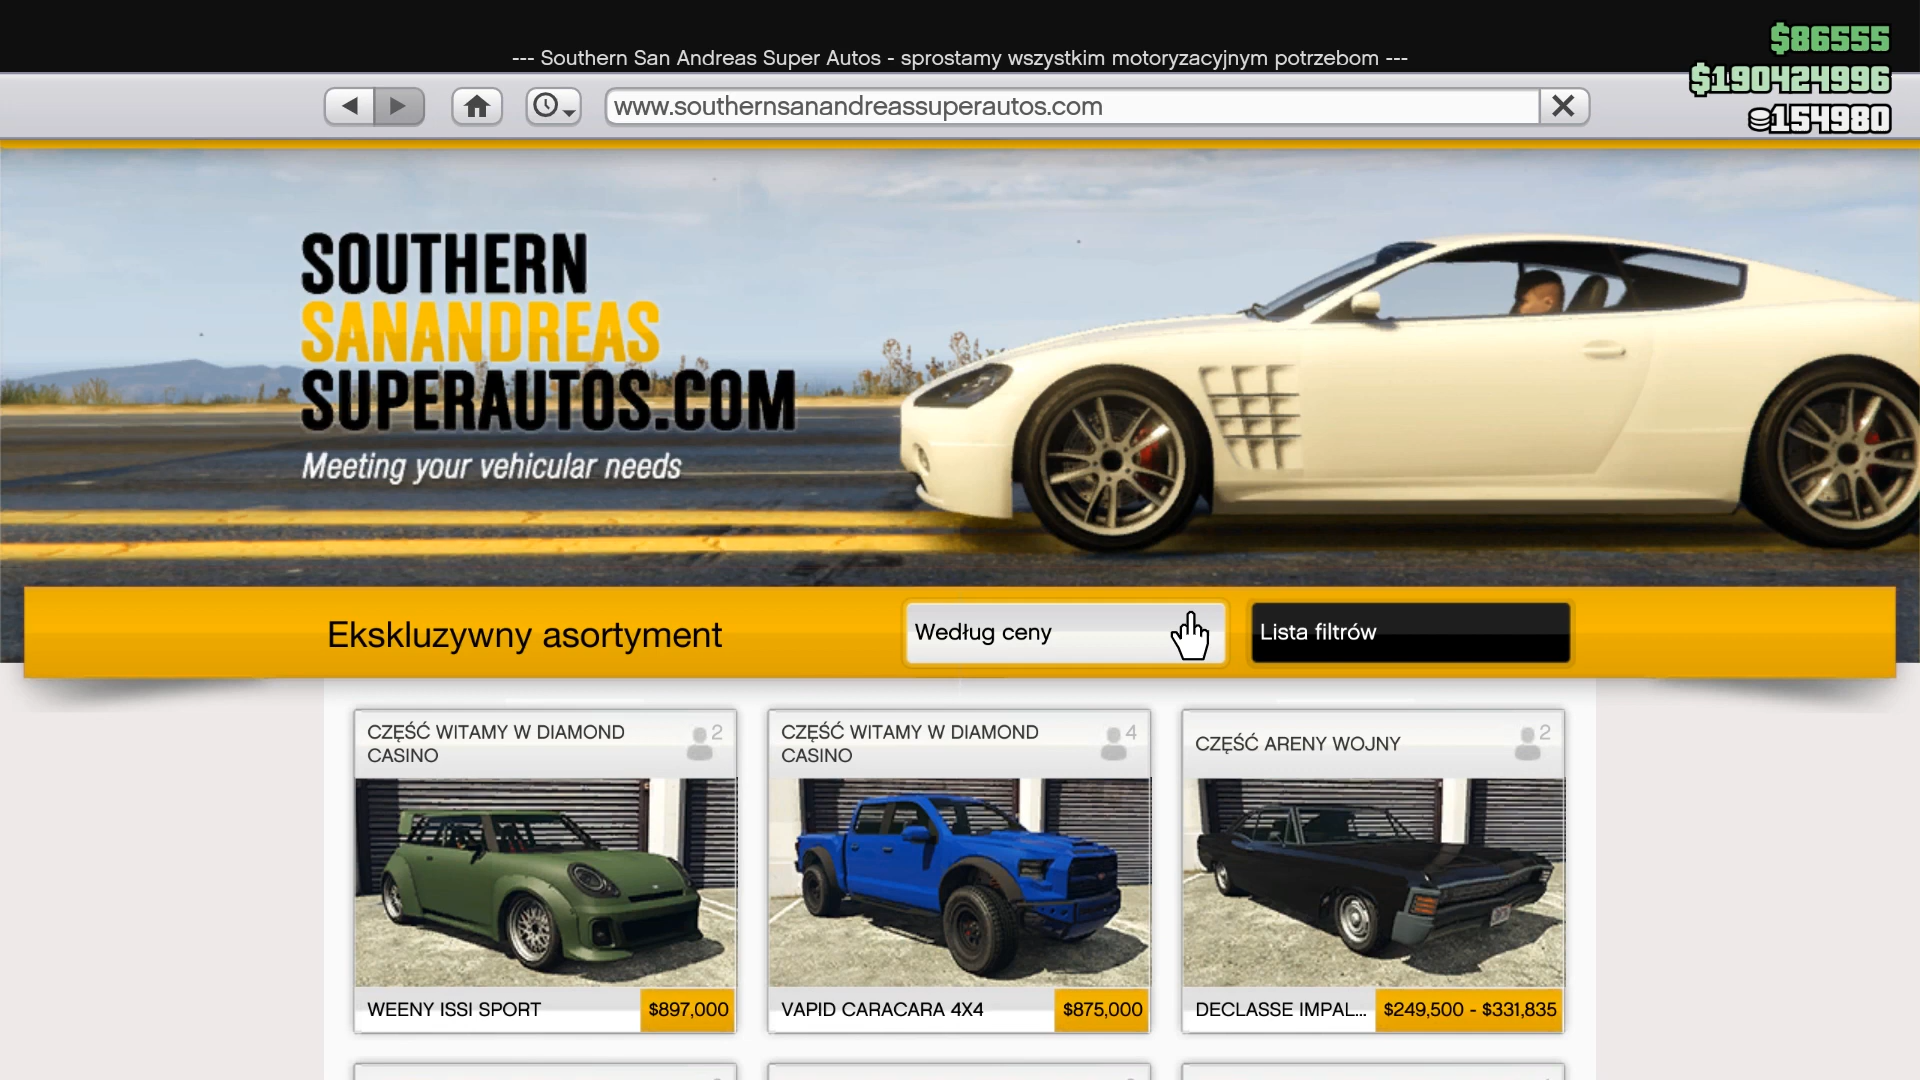 --- Southern San Andreas Super Autos - sprostamy wszystkim motoryzacyjnym potrzebom ---
$86555
$190424996
154980
www.southernsanandreassuperautos.com
SOUTHERN
SANANDREAS
SUPERAUTOS.COM
Meeting your vehicular needs
Ekskluzywny asortyment
Według ceny
Lista filtrów
CZĘŚĆ WITAMY W DIAMOND
CASINO
2
WEENY ISSI SPORT
$897,000
CZĘŚĆ WITAMY W DIAMOND
CASINO
4
VAPID CARACARA 4X4
$875,000
CZĘŚĆ ARENY WOJNY
2
DECLASSE IMPAL...
$249,500 - $331,835